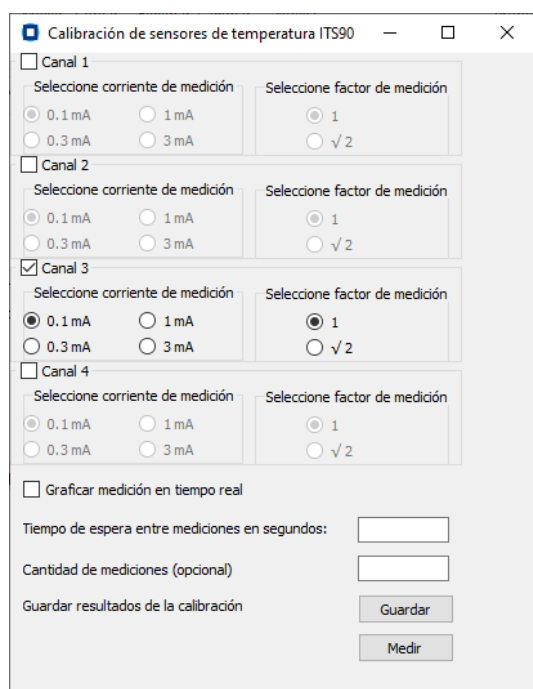 Calibración de sensores de temperatura ITS90
Canal 1
Seleccione corriente de medición
Seleccione factor de medición
0.1 mA
1 mA
1
0.3 mA
3 mA
√ 2
Canal 2
Seleccione corriente de medición
Seleccione factor de medición
0.1 mA
1 mA
1
0.3 mA
3 mA
√ 2
Canal 3
Seleccione corriente de medición
Seleccione factor de medición
0.1 mA
1 mA
1
0.3 mA
3 mA
√ 2
Canal 4
Seleccione corriente de medición
Seleccione factor de medición
0.1 mA
1 mA
1
0.3 mA
3 mA
√ 2
Graficar medición en tiempo real
Tiempo de espera entre mediciones en segundos:
Cantidad de mediciones (opcional)
Guardar resultados de la calibración
Guardar
Medir